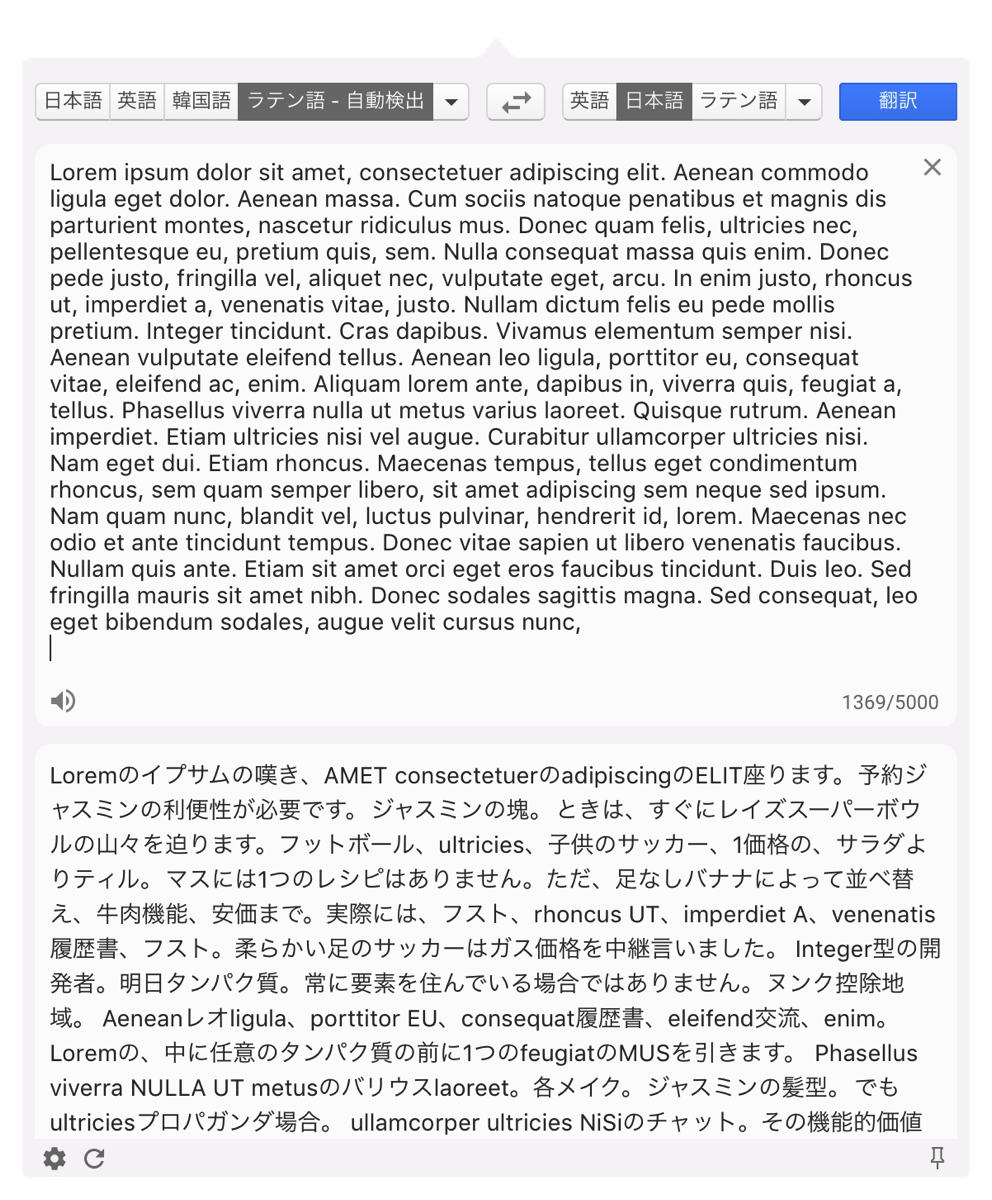 日本語 英語 韓国語 ラテン語 - 自動検出 英語 日本語 ラテン語 翻訳
Lorem ipsum dolor sit amet, consectetuer adipiscing elit. Aenean commodo
ligula eget dolor. Aenean massa. Cum sociis natoque penatibus et magnis dis
parturient montes, nascetur ridiculus mus. Donec quam felis, ultricies nec,
pellentesque eu, pretium quis, sem. Nulla consequat massa quis enim. Donec
pede justo, fringilla vel, aliquet nec, vulputate eget, arcu. In enim justo, rhoncus
ut, imperdiet a, venenatis vitae, justo. Nullam dictum felis eu pede mollis
pretium. Integer tincidunt. Cras dapibus. Vivamus elementum semper nisi.
Aenean vulputate eleifend tellus. Aenean leo ligula, porttitor eu, consequat
vitae, eleifend ac, enim. Aliquam lorem ante, dapibus in, viverra quis, feugiat a,
tellus. Phasellus viverra nulla ut metus varius laoreet. Quisque rutrum. Aenean
imperdiet. Etiam ultricies nisi vel augue. Curabitur ullamcorper ultricies nisi.
Nam eget dui. Etiam rhoncus. Maecenas tempus, tellus eget condimentum
rhoncus, sem quam semper libero, sit amet adipiscing sem neque sed ipsum.
Nam quam nunc, blandit vel, luctus pulvinar, hendrerit id, lorem. Maecenas nec
odio et ante tincidunt tempus. Donec vitae sapien ut libero venenatis faucibus.
Nullam quis ante. Etiam sit amet orci eget eros faucibus tincidunt. Duis leo. Sed
fringilla mauris sit amet nibh. Donec sodales sagittis magna. Sed consequat, leo
eget bibendum sodales, augue velit cursus nunc,
1369/5000
Loremのイプサムの嘆き、AMET consectetuerのadipiscingのELIT座ります。予約ジ
ャスミンの利便性が必要です。ジャスミンの塊。 ときは、すぐにレイズスーパーボウ
ルの山々を迫ります。フットボール、ultricies、子供のサッカー、1価格の、サラダよ
りティル。マスには1つのレシピはありません。ただ、足なしバナナによって並べ替
え、牛肉機能、安価まで。実際には、フスト、rhoncus UT、imperdiet A、venenatis
履歴書、フスト。柔らかい足のサッカーはガス価格を中継言いました。 Integer型の開
発者。明日タンパク質。常に要素を住んでいる場合ではありません。ヌンク控除地
域。 Aeneanレオligula、porttitor EU、consequat履歴書、eleifend交流、enim。
Loremの、中に任意のタンパク質の前に1つのfeugiatのMUSを引きます。 Phasellus
viverra NULLA UT metusのバリウスlaoreet。各メイク。ジャスミンの髪型。 でも
ultriciesプロパガンダ場合。 ullamcorper ultricies NiSiのチャット。その機能的価値